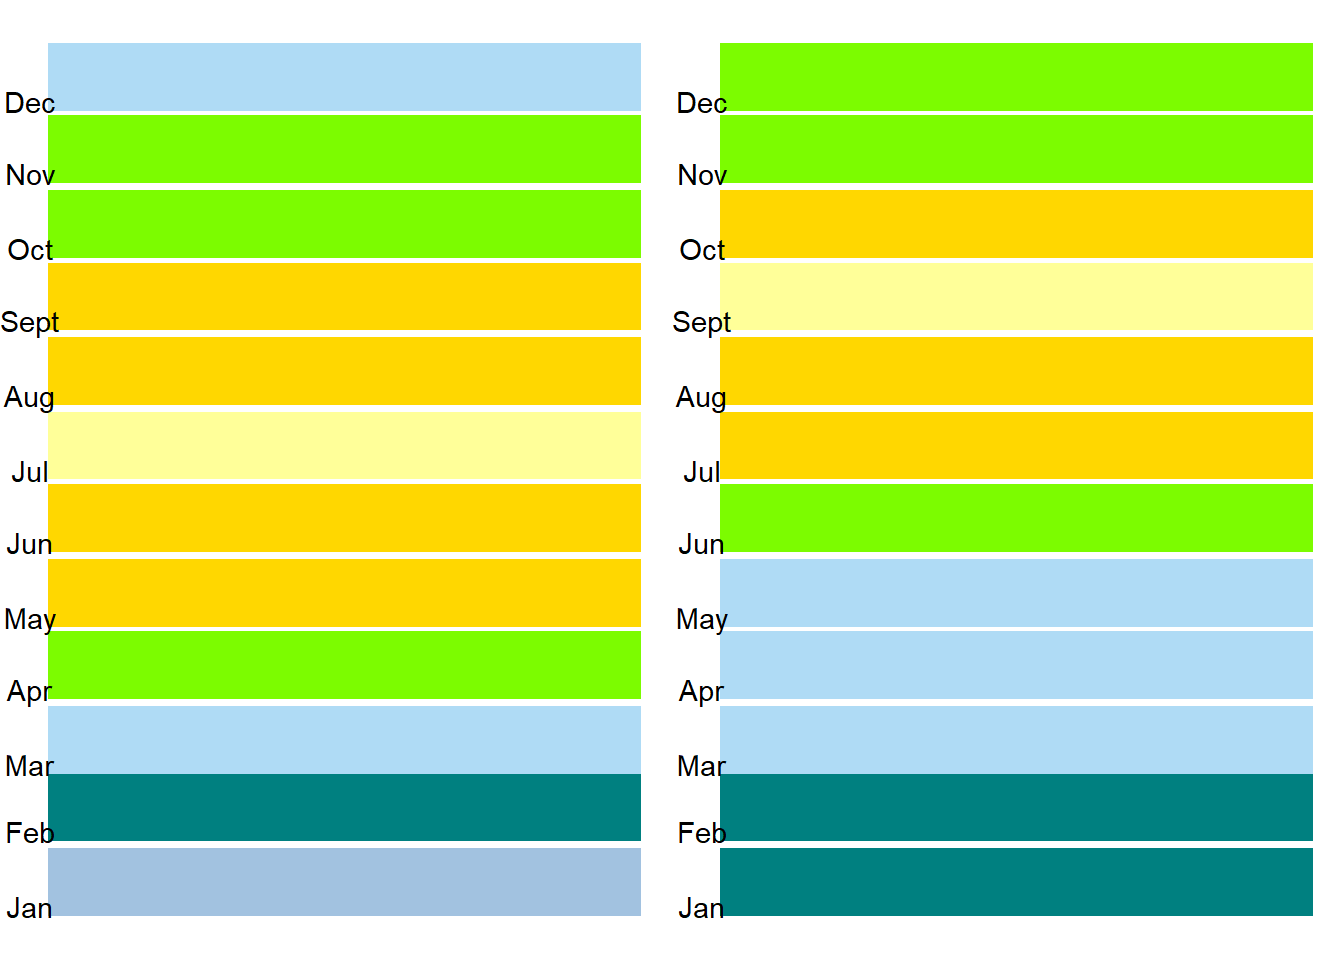 Dec
Nov
Oct
Sept
Aug
Jul
Jun
May
Apr
Mar
Feb
Jan
Dec
Nov
Oct
Sept
Aug
Jul
Jun
May
Apr
Mar
Feb
Jan